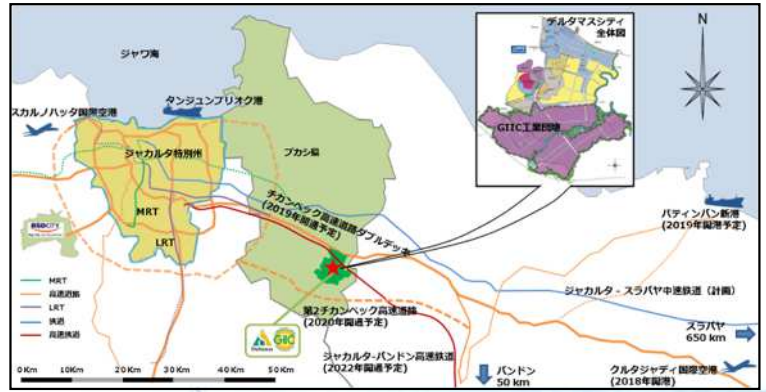 デルタマスシティ
全体図
GIIC工業団地
N
ジャワ海
スカルノハッタ国際空港
タンジュンプリオク港
ジャカルタ特別州
ブカシ県
MRT
LRT
チカンペック高速道路ダブルデッキ
(2019年開通予定)
パティンバン新港
(2019年開港予定)
BSDCITY
MRT
高速道路
LRT
鉄道
高速鉄道
第2チカンペック高速道路
(2020年開通予定)
ジャカルタ - スラバヤ中速鉄道(計画)
スラバヤ
650 km
GIIC
ジャカルタ-バンドン高速鉄道
(2022年開通予定)
バンドン
50 km
クルタジャディ国際空港
(2018年開港)
0Km
10 Km
20 Km
30 Km
40 Km
50 Km